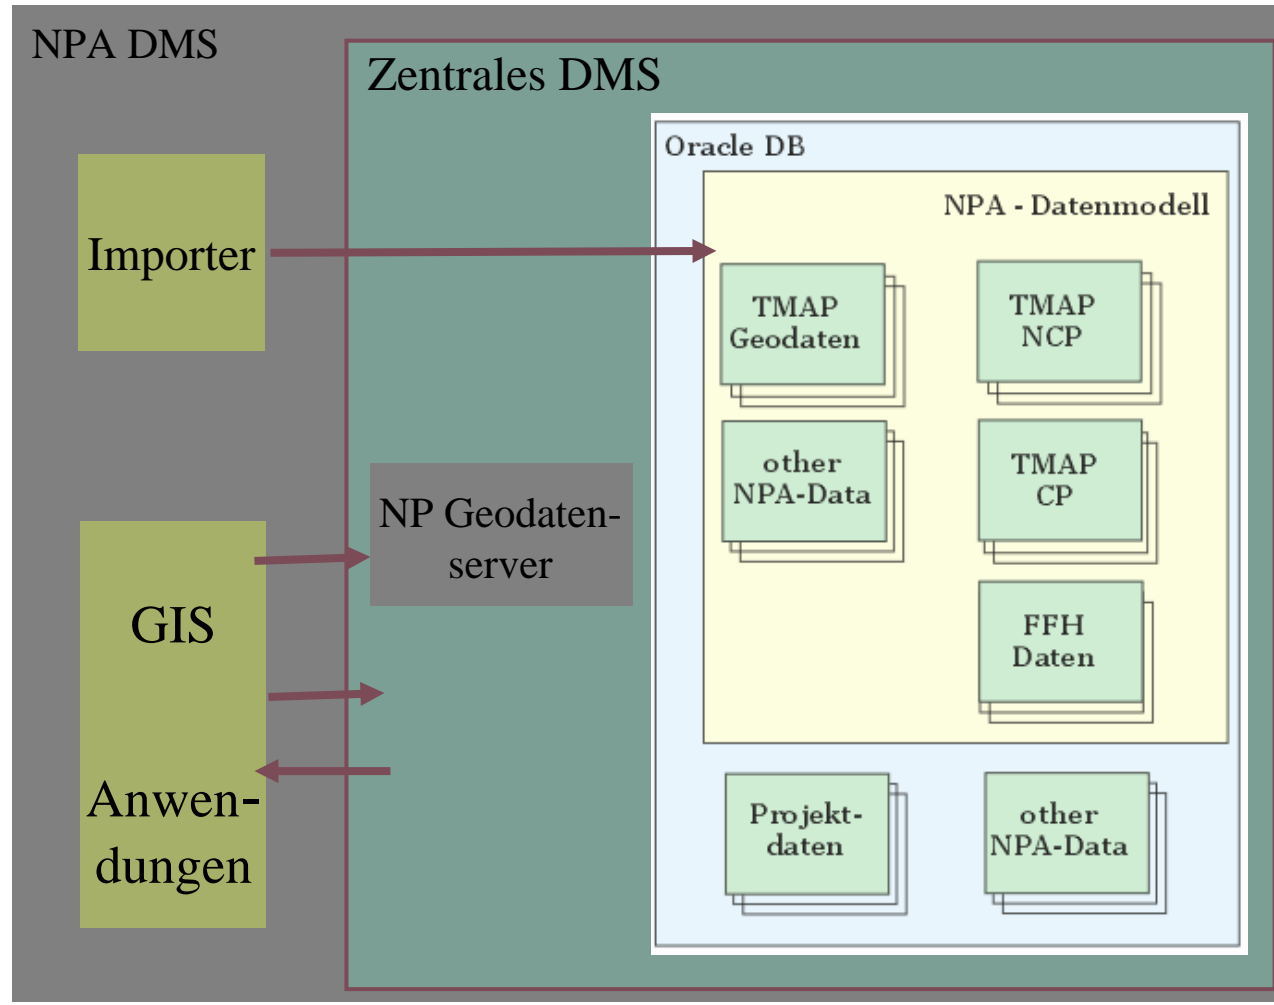 NPA DMS
Zentrales DMS
Oracle DB
NPA - Datenmodell
Importer
TMAP
Geodaten
TMAP
NCP
other
NPA-Data
TMAP
CP
NP Geodaten-
server
FFH
Daten
GIS
Anwen-
dungen
Projekt-
daten
other
NPA-Data